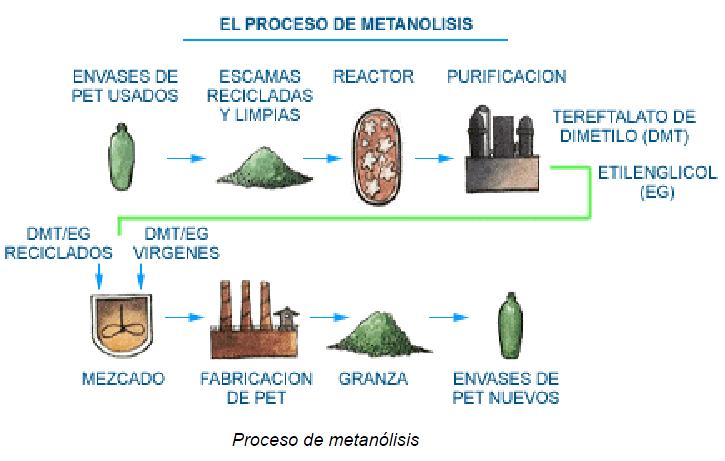 EL PROCESO DE METANOLISIS
ENVASES DE
PET USADOS
ESCAMAS
RECICLADAS
Y LIMPIAS
REACTOR
PURIFICACION
TEREFTALATO DE
DIMETILO (DMT)
ETILENGLICOL
(EG)
DMT/EG
RECICLADOS
DMT/EG
VIRGENES
MEZCADO
FABRICACION
DE PET
GRANZA
ENVASES DE
PET NUEVOS
Proceso de metanólisis